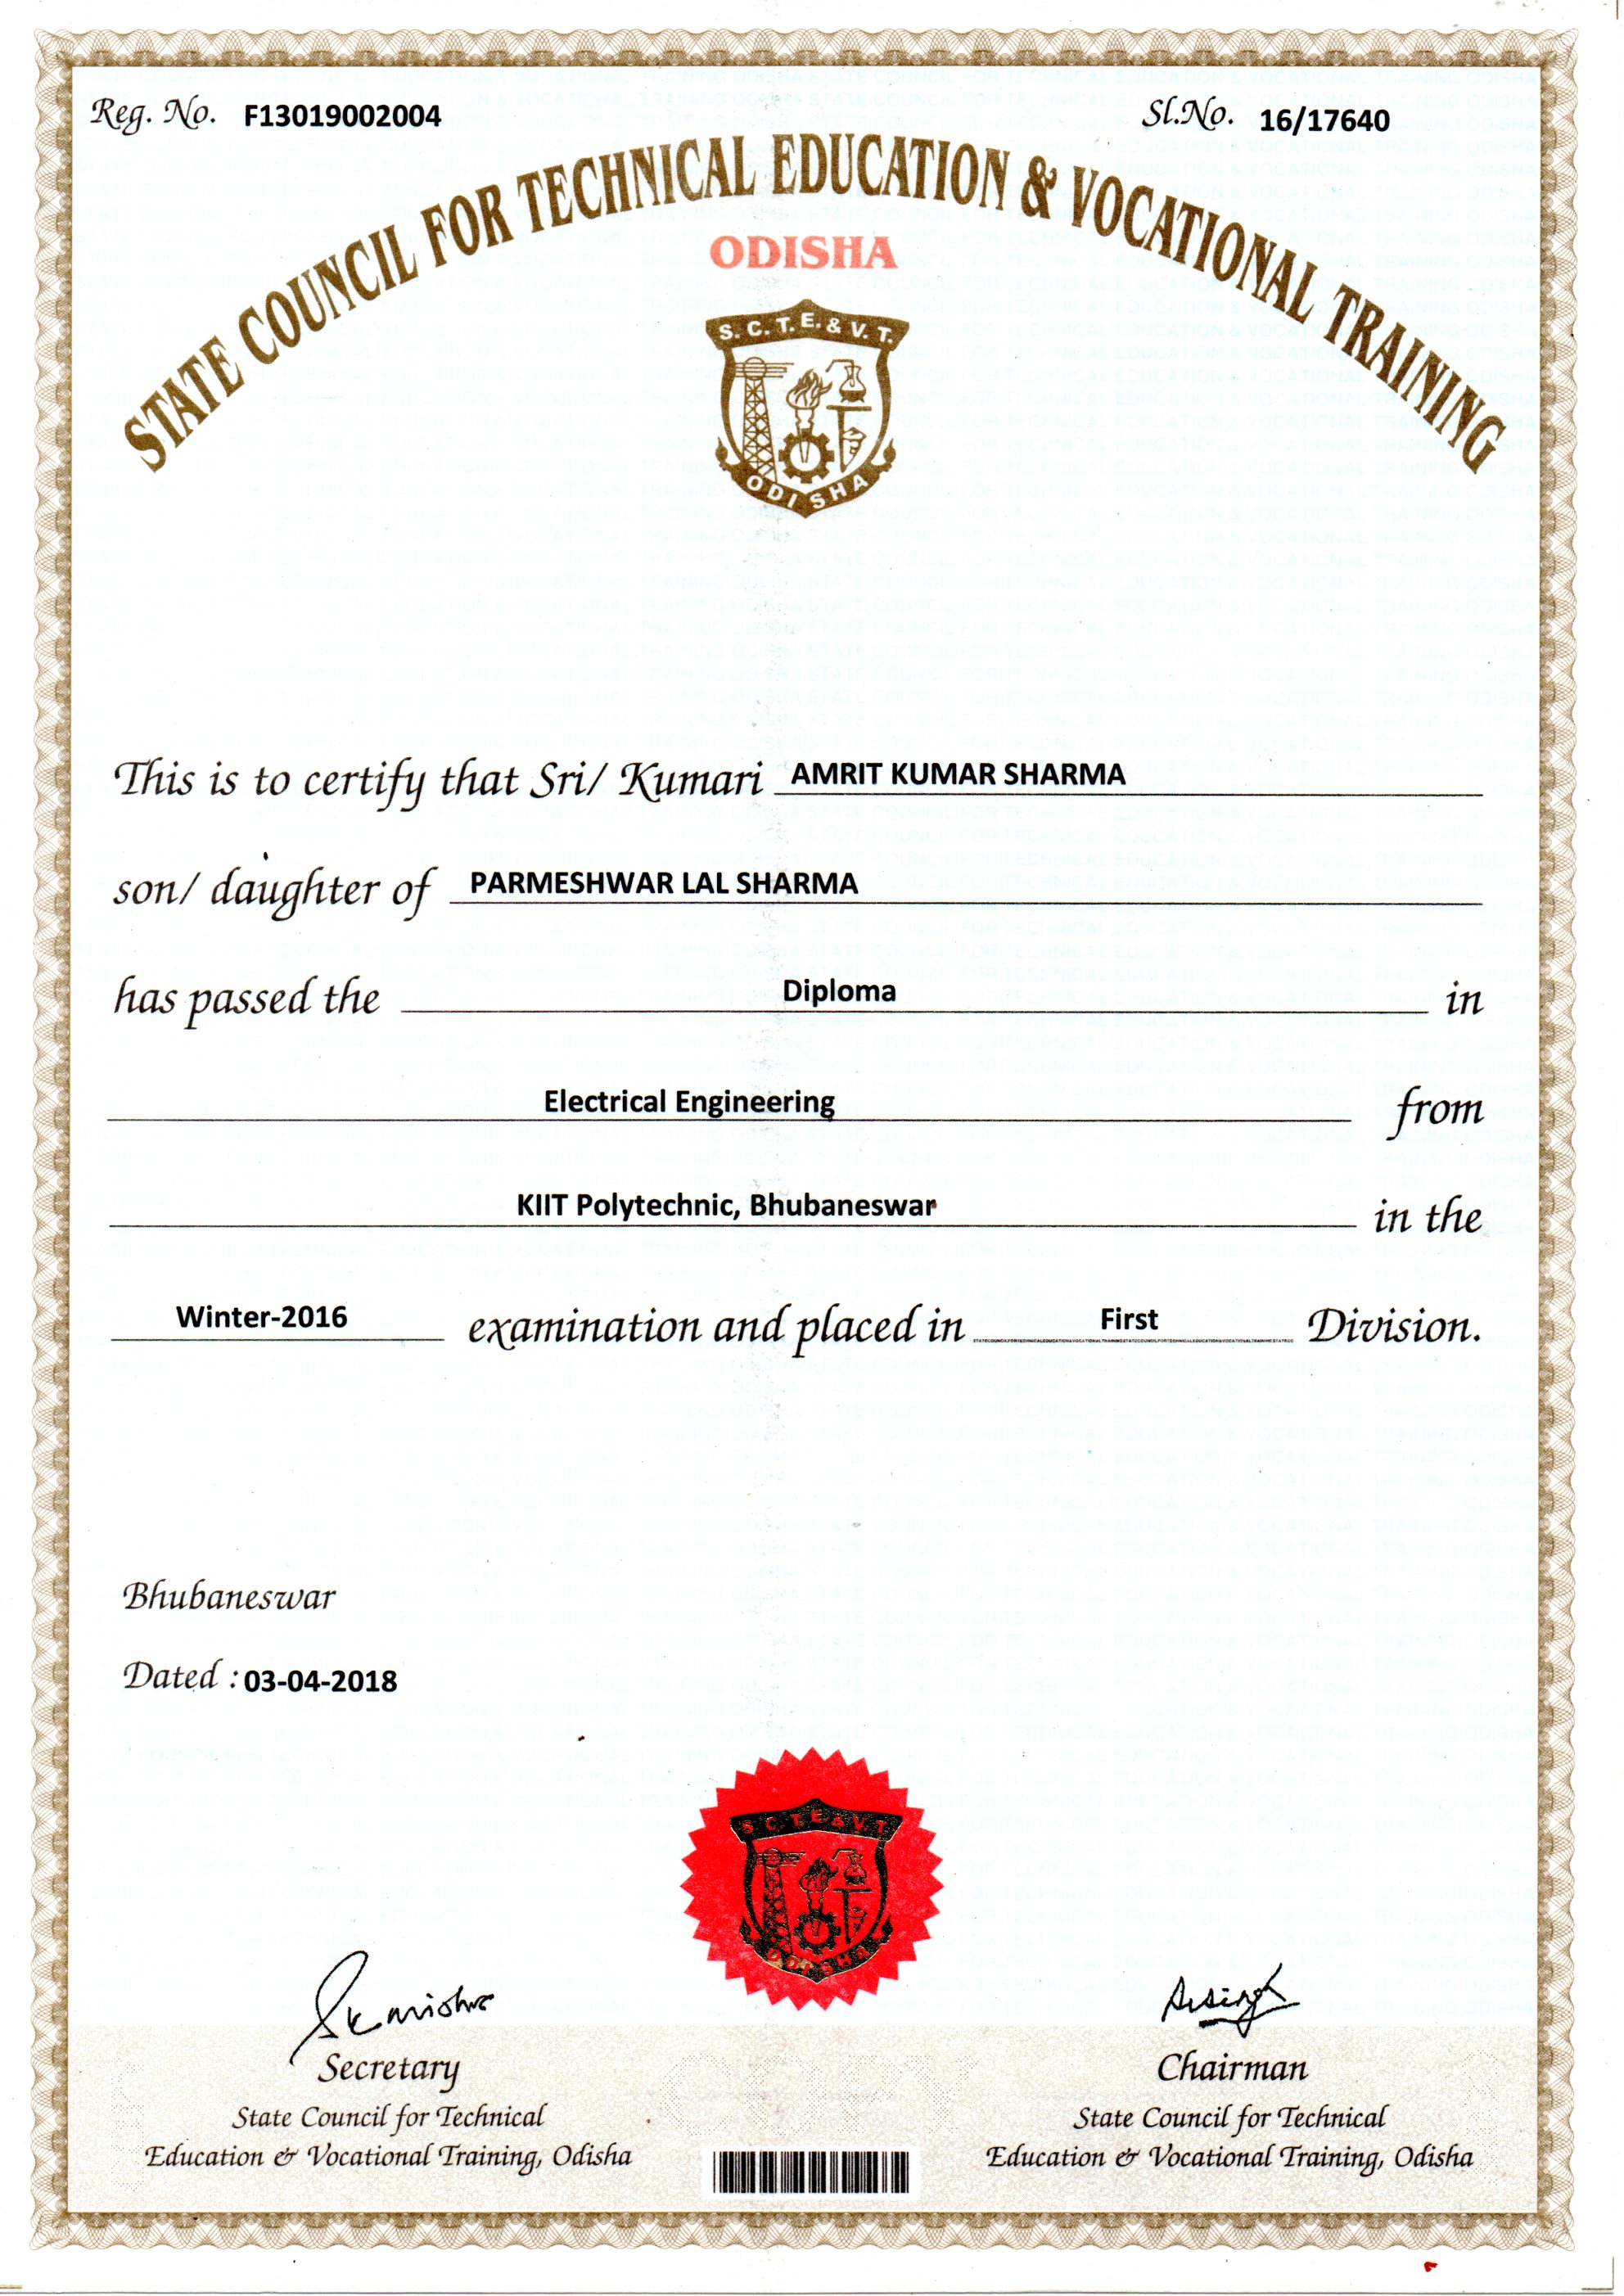 Reg. No. F13019002004
Sl.No. 16/17640
STATE COUNCIL FOR TECHNICAL EDUCATION & VOCATIONAL TRAINING
ODISHA
S.C.T.E.&V.T.
ODISHA
This is to certify that Sri/ Kumari AMRIT KUMAR SHARMA
son/ daughter of PARMESHWAR LAL SHARMA
has passed the Diploma in
Electrical Engineering from
KIIT Polytechnic, Bhubaneswar in the
Winter-2016 examination and placed in First Division.
Bhubaneswar
Dated : 03-04-2018
S C T E & V T
ODISHA
Secretary
State Council for Technical
Education & Vocational Training, Odisha
Chairman
State Council for Technical
Education & Vocational Training, Odisha